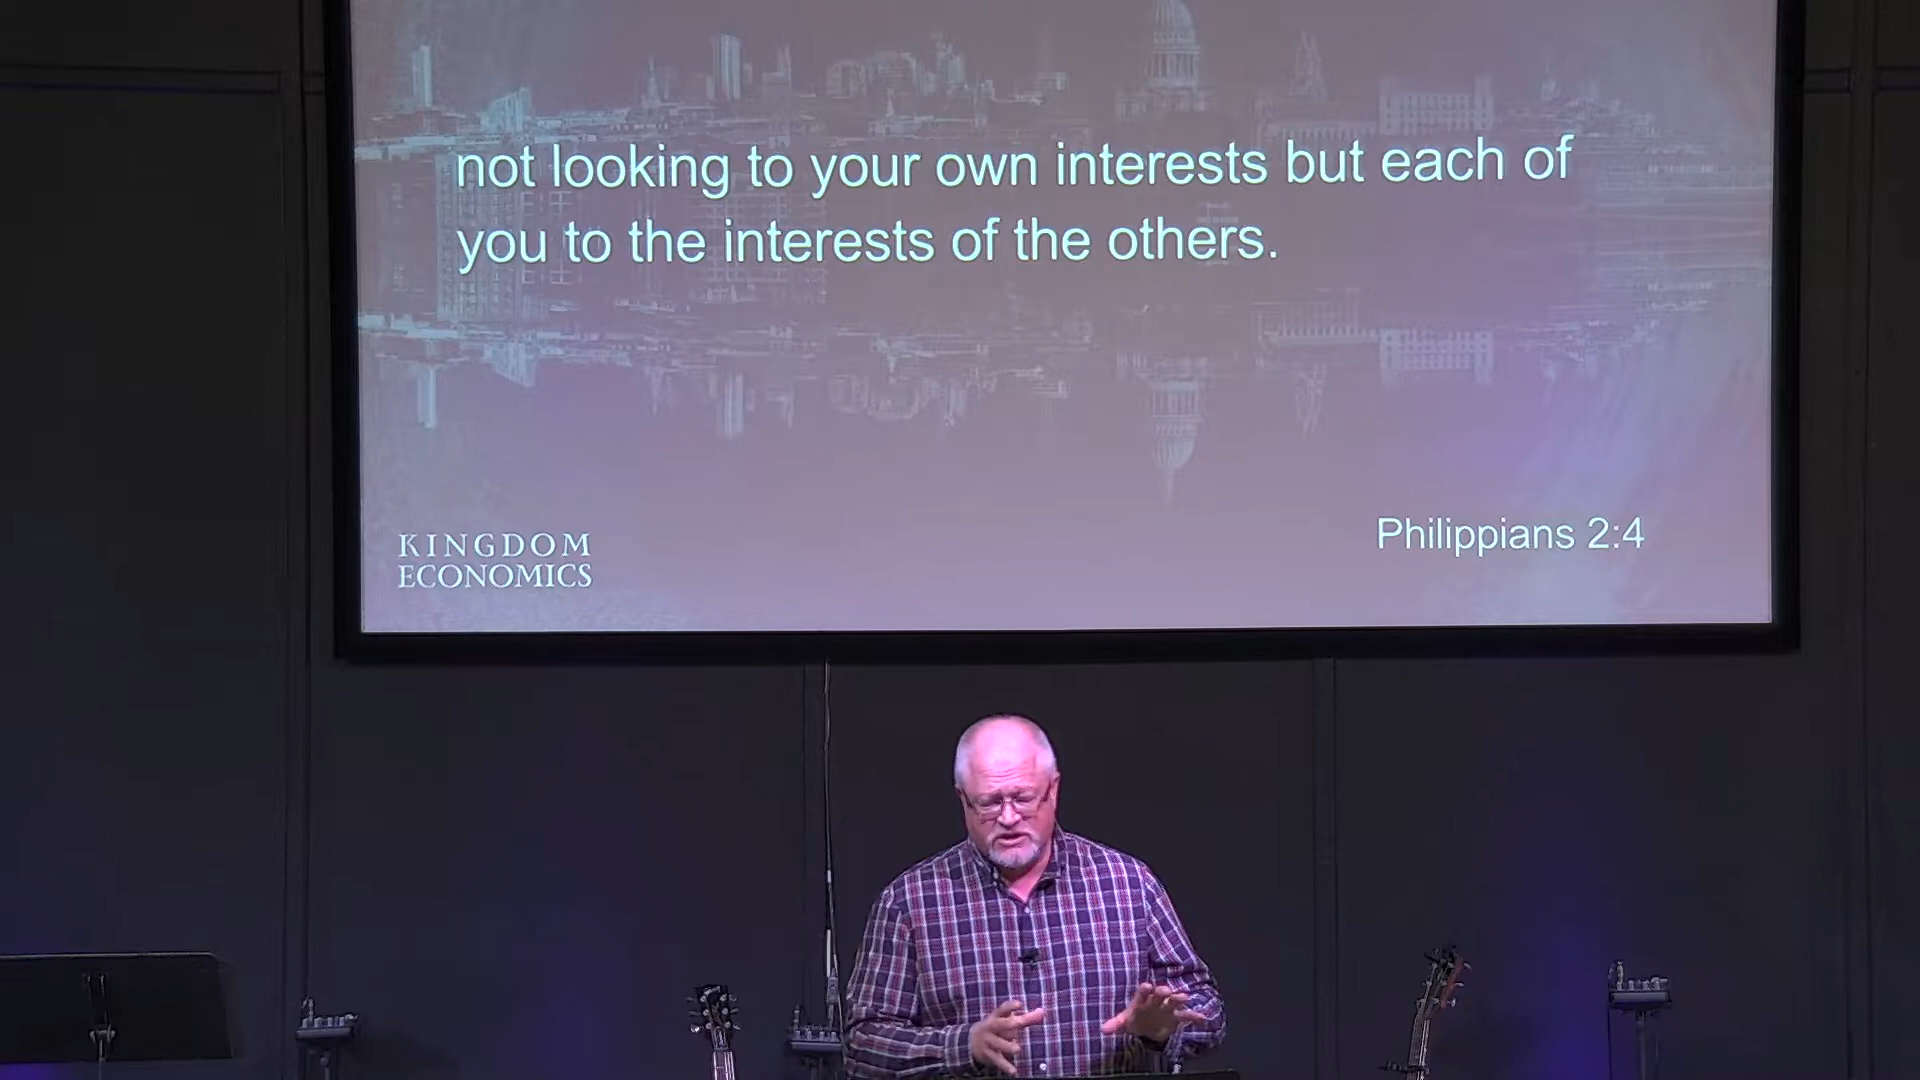 not looking to your own interests but each of
you to the interests of the others.
Philippians 2:4
KINGDOM
ECONOMICS